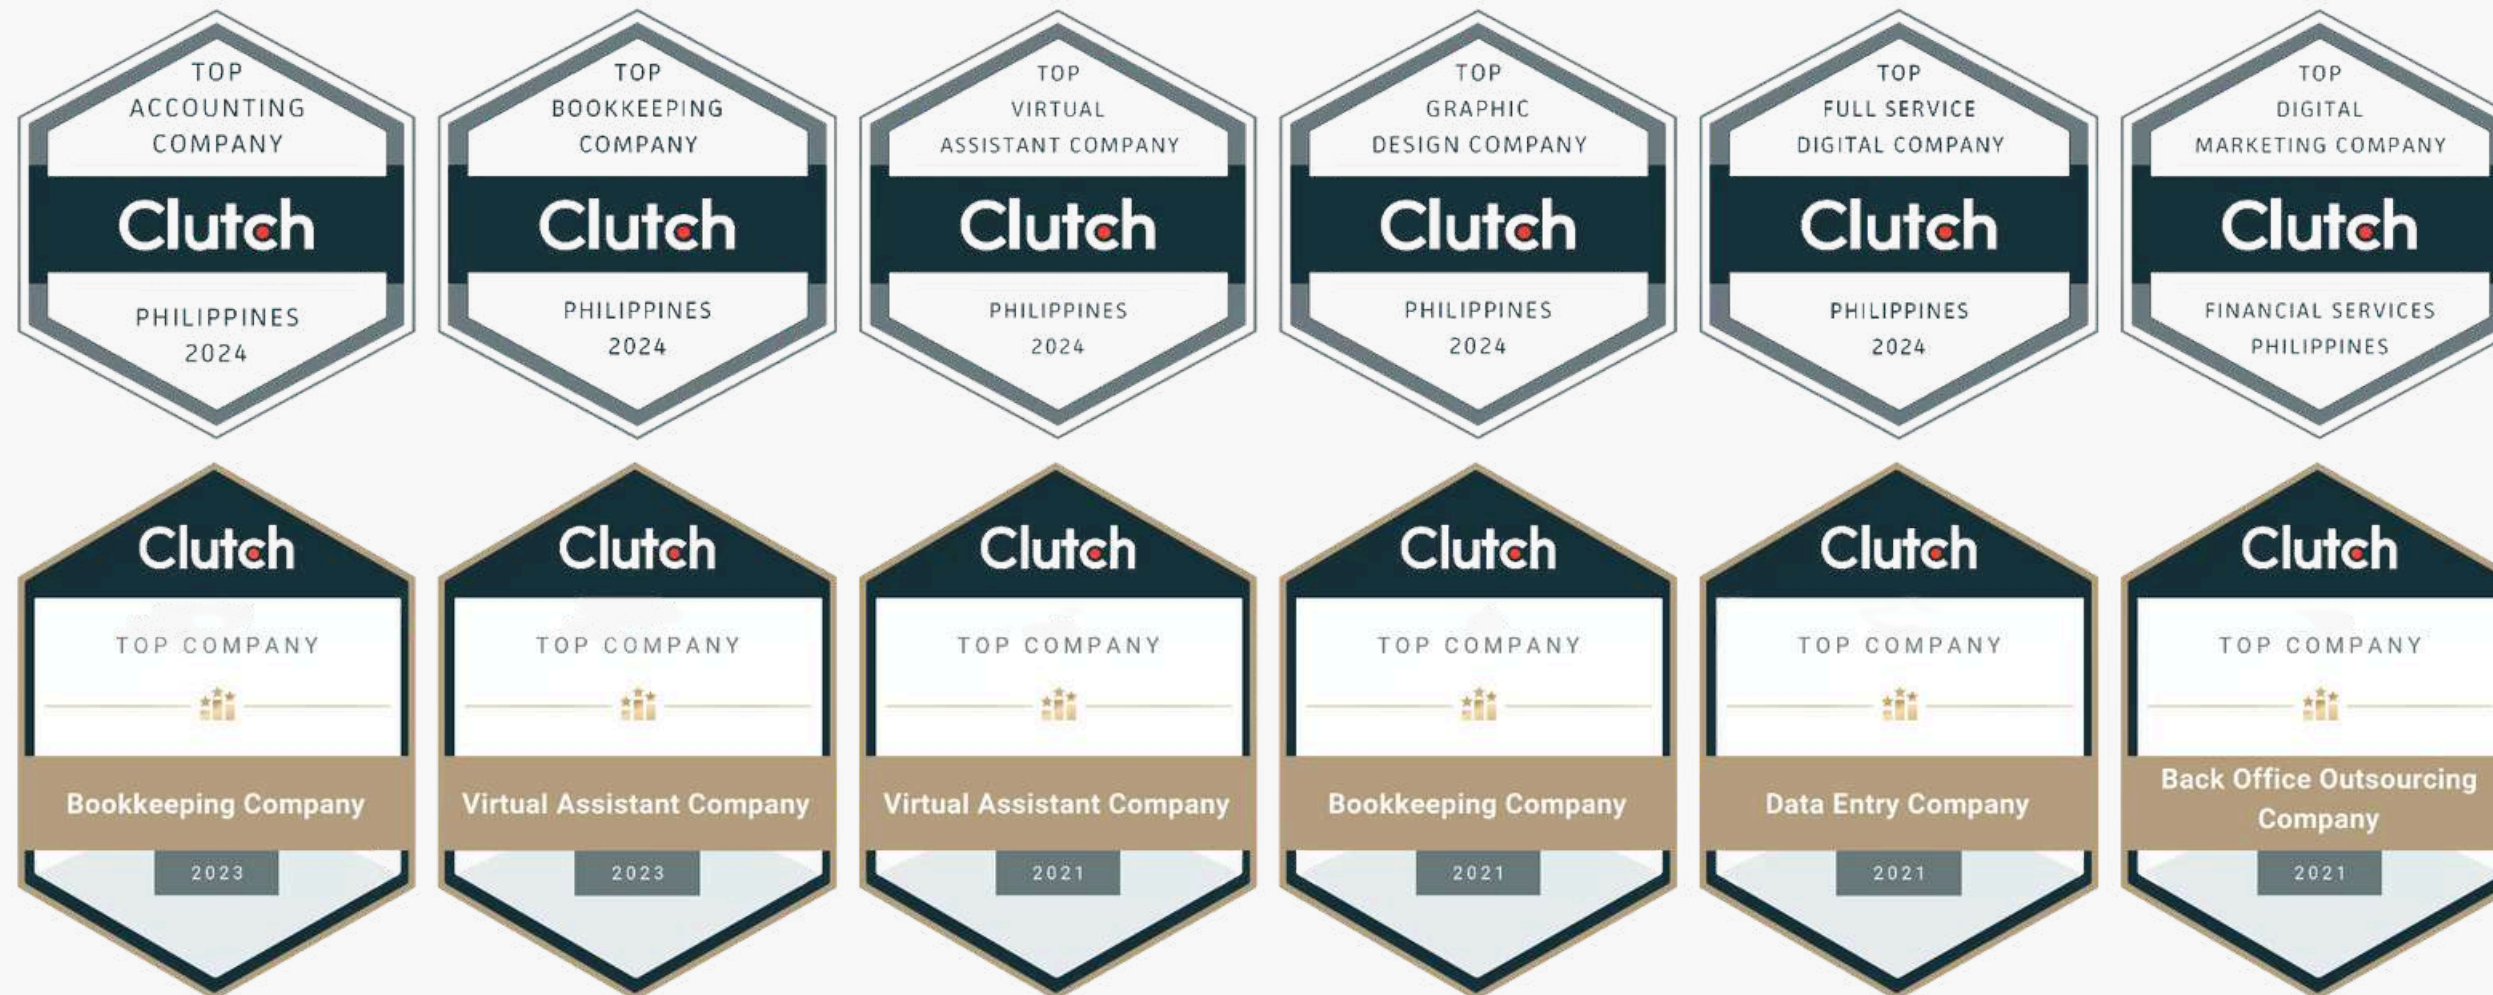 TOP
ACCOUNTING
COMPANY
Clutch
PHILIPPINES
2024
TOP
BOOKKEEPING
COMPANY
Clutch
PHILIPPINES
2024
TOP
VIRTUAL
ASSISTANT COMPANY
Clutch
PHILIPPINES
2024
TOP
GRAPHIC
DESIGN COMPANY
Clutch
PHILIPPINES
2024
TOP
FULL SERVICE
DIGITAL COMPANY
Clutch
PHILIPPINES
2024
TOP
DIGITAL
MARKETING COMPANY
Clutch
FINANCIAL SERVICES
PHILIPPINES
Clutch
TOP COMPANY
Bookkeeping Company
2023
Clutch
TOP COMPANY
Virtual Assistant Company
2023
Clutch
TOP COMPANY
Virtual Assistant Company
2021
Clutch
TOP COMPANY
Bookkeeping Company
2021
Clutch
TOP COMPANY
Data Entry Company
2021
Clutch
TOP COMPANY
Back Office Outsourcing
Company
2021